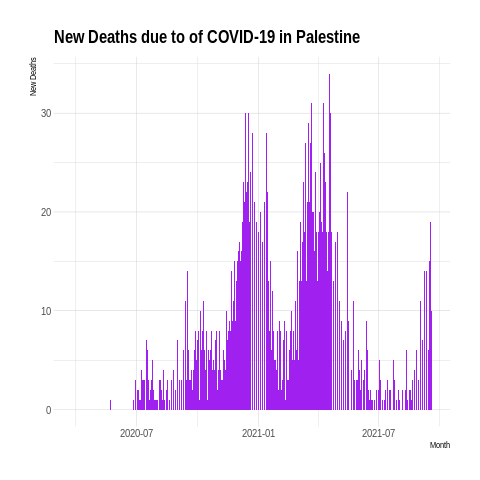 New Deaths due to of COVID-19 in Palestine
New Deaths
30
20
10
0
2020-07
2021-01
2021-07
Month